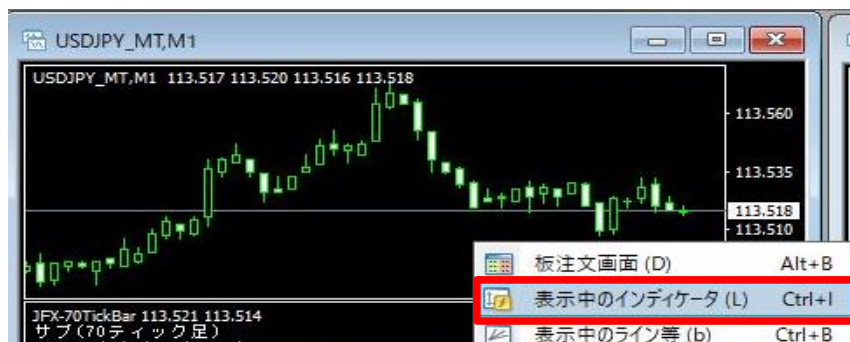 USDJPY_MT,M1
USDJPY_MT,M1 113.517 113.520 113.516 113.518
113.560
113.535
113.518
113.510
板注文画面 (D) Alt+B
表示中のインディケータ (L) Ctrl+I
表示中のライン等 (b) Ctrl+B
JFX-70TickBar 113.521 113.514
サブ(70ティック足)